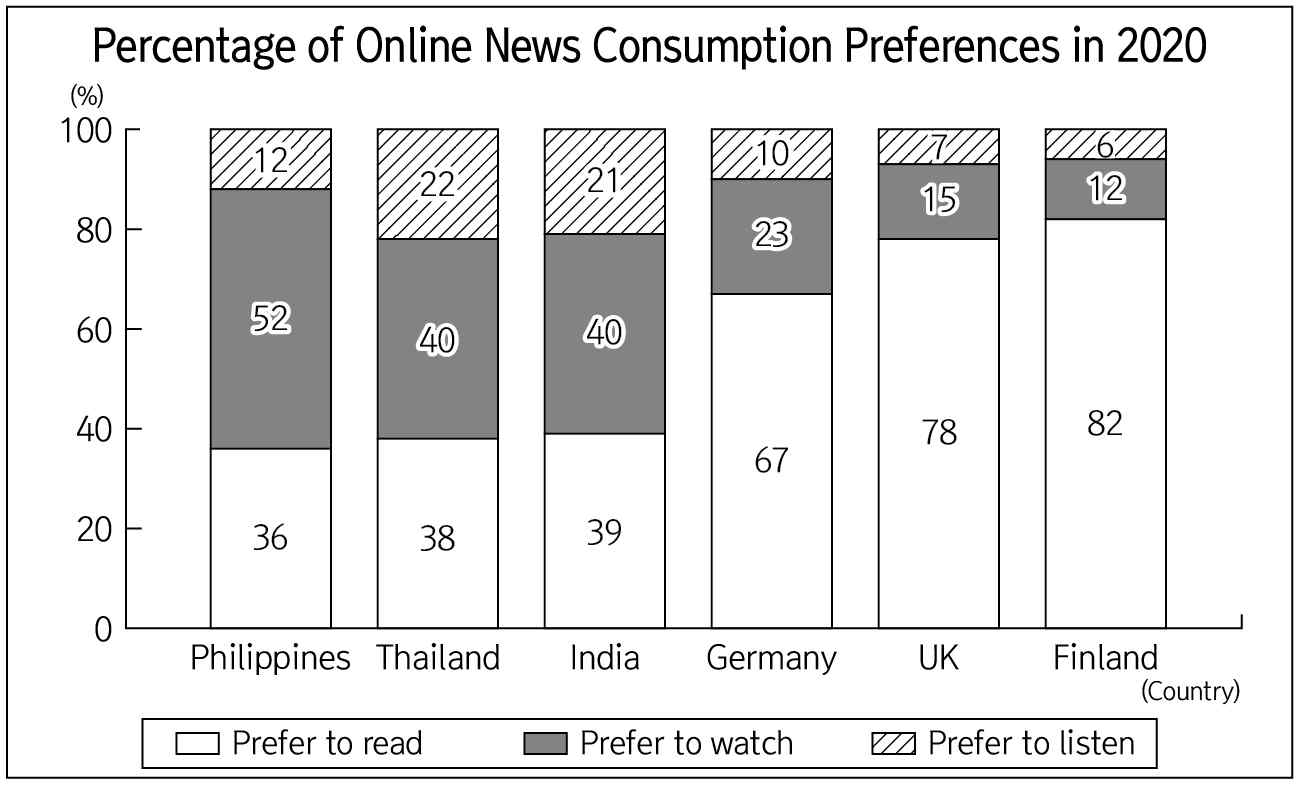 Percentage of Online News Consumption Preferences in 2020
(%)
100
80
60
40
20
0
12 22 21 10 7 6
52 40 40 23 15 12
36 38 39 67 78 82
Philippines Thailand India Germany UK Finland
(Country)
Prefer to read Prefer to watch Prefer to listen